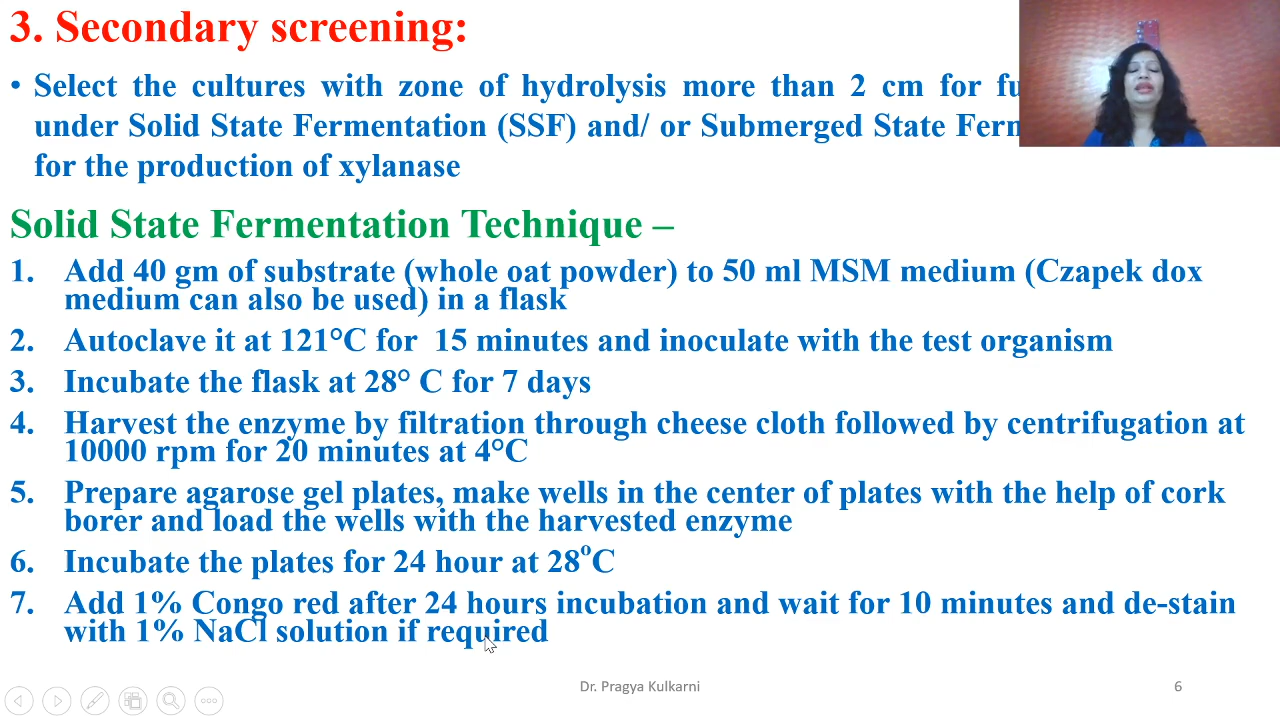 3. Secondary screening:
• Select the cultures with zone of hydrolysis more than 2 cm for
under Solid State Fermentation (SSF) and/ or Submerged State
for the production of xylanase
Solid State Fermentation Technique –
1. Add 40 gm of substrate (whole oat powder) to 50 ml MSM medium (Czapek dox
medium can also be used) in a flask
2. Autoclave it at 121°C for 15 minutes and inoculate with the test organism
3. Incubate the flask at 28° C for 7 days
4. Harvest the enzyme by filtration through cheese cloth followed by centrifugation at
10000 rpm for 20 minutes at 4°C
5. Prepare agarose gel plates, make wells in the center of plates with the help of cork
borer and load the wells with the harvested enzyme
6. Incubate the plates for 24 hour at 28°C
7. Add 1% Congo red after 24 hours incubation and wait for 10 minutes and de-stain
with 1% NaCl solution if required
Dr. Pragya Kulkarni
6